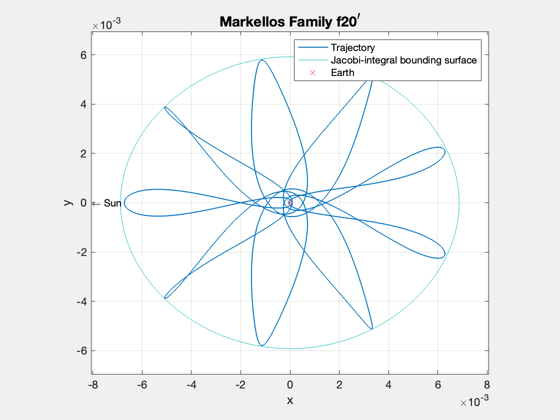 Markellos Family f20′
×10⁻³
Trajectory
Jacobi-integral bounding surface
Earth
6
4
2
y
0
← Sun
-2
-4
-6
-8 -6 -4 -2 0 2 4 6 8
x
×10⁻³